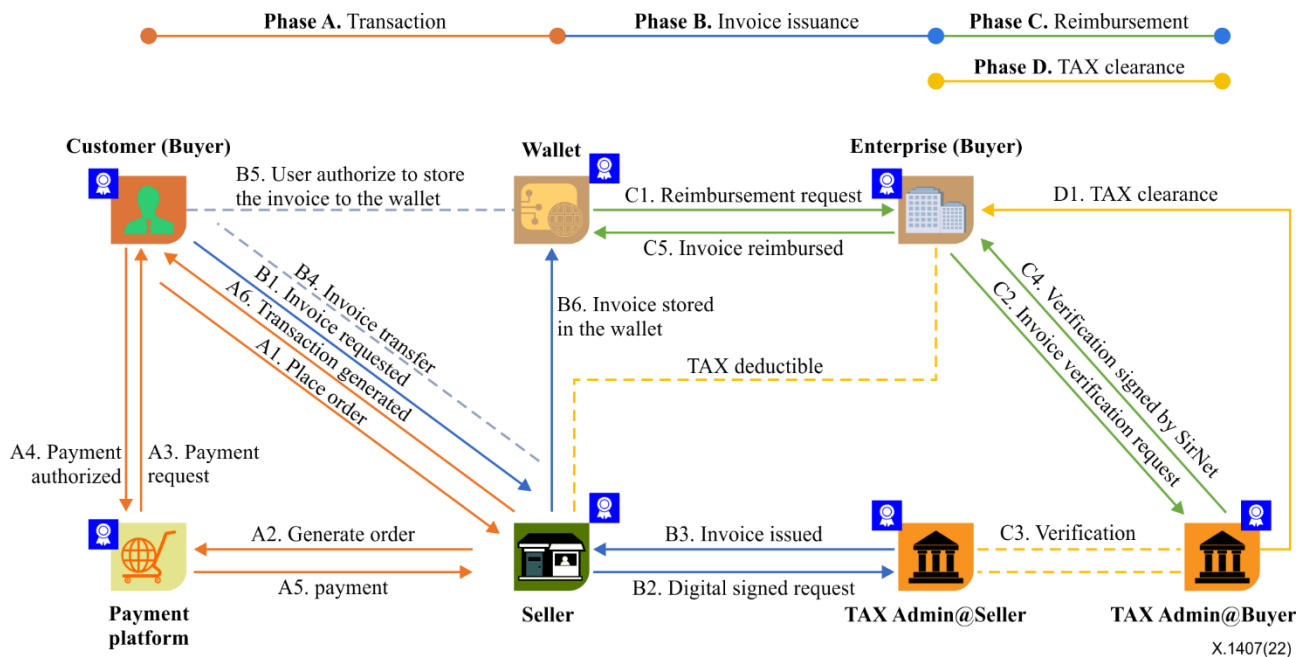 Phase A. Transaction
Phase B. Invoice issuance
Phase C. Reimbursement
Phase D. TAX clearance
Customer (Buyer)
Wallet
Enterprise (Buyer)
B5. User authorize to store
the invoice to the wallet
C1. Reimbursement request
D1. TAX clearance
C5. Invoice reimbursed
B4. Invoice transfer
B1. Invoice requested
A6. Transaction generated
A1. Place order
B6. Invoice stored
in the wallet
C4. Verification signed by SirNet
C2. Invoice verification request
TAX deductible
A4. Payment
authorized
A3. Payment
request
A2. Generate order
B3. Invoice issued
C3. Verification
A5. payment
B2. Digital signed request
Payment
platform
Seller
TAX Admin@Seller
TAX Admin@Buyer
X.1407(22)